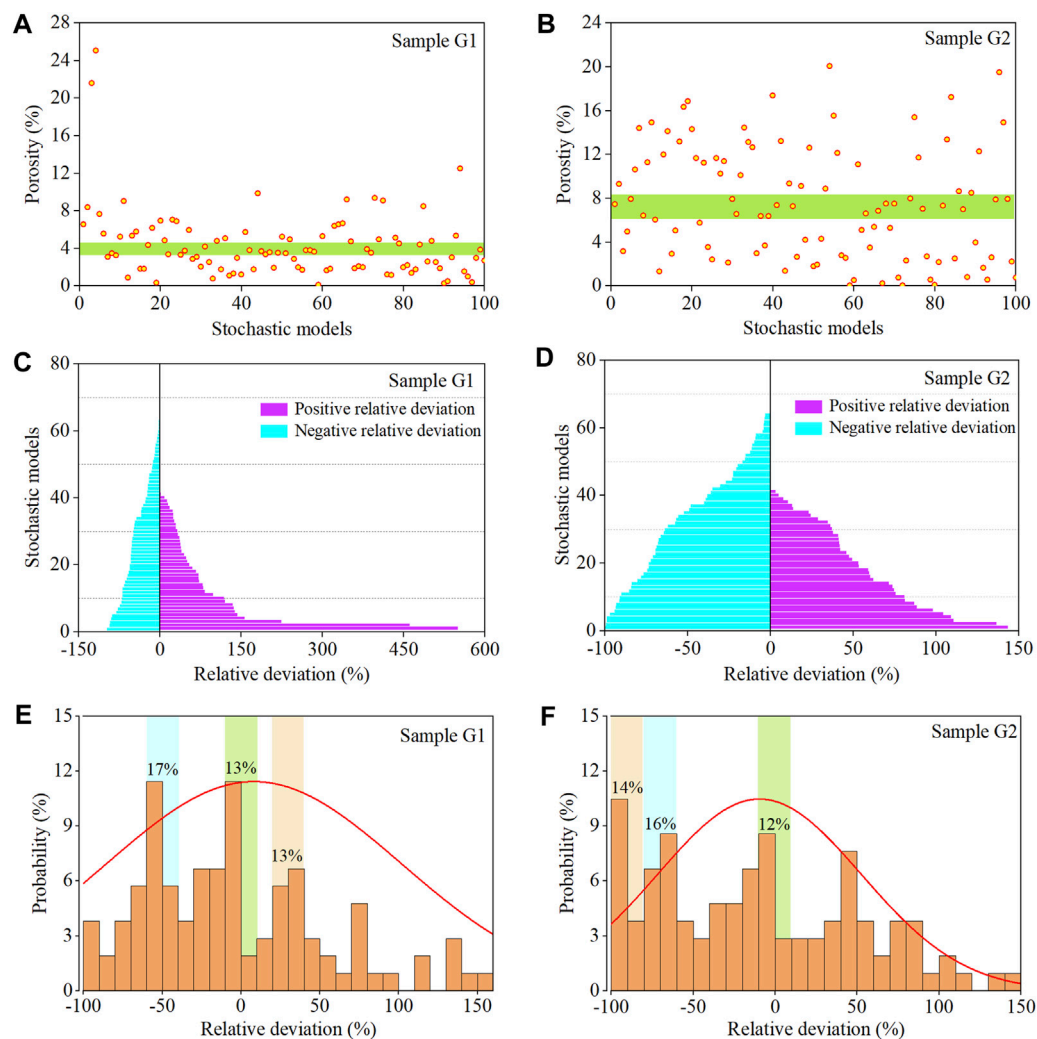 A
Sample G1
28
24
20
16
12
8
4
0
Porosity (%)
0 20 40 60 80 100
Stochastic models
B
Sample G2
24
20
16
12
8
4
0
Porostiy (%)
0 20 40 60 80 100
Stochastic models
C
Sample G1
Positive relative deviation
Negative relative deviation
80
60
40
20
0
Stochastic models
-150 0 150 300 450 600
Relative deviation (%)
D
Sample G2
Positive relative deviation
Negative relative deviation
80
60
40
20
0
Stochastic models
-100 -50 0 50 100 150
Relative deviation (%)
E
Sample G1
15
12
9
6
3
0
Probability (%)
17%
13%
13%
-100 -50 0 50 100 150
Relative deviation (%)
F
Sample G2
15
12
9
6
3
0
Probability (%)
14%
16%
12%
-100 -50 0 50 100 150
Relative deviation (%)